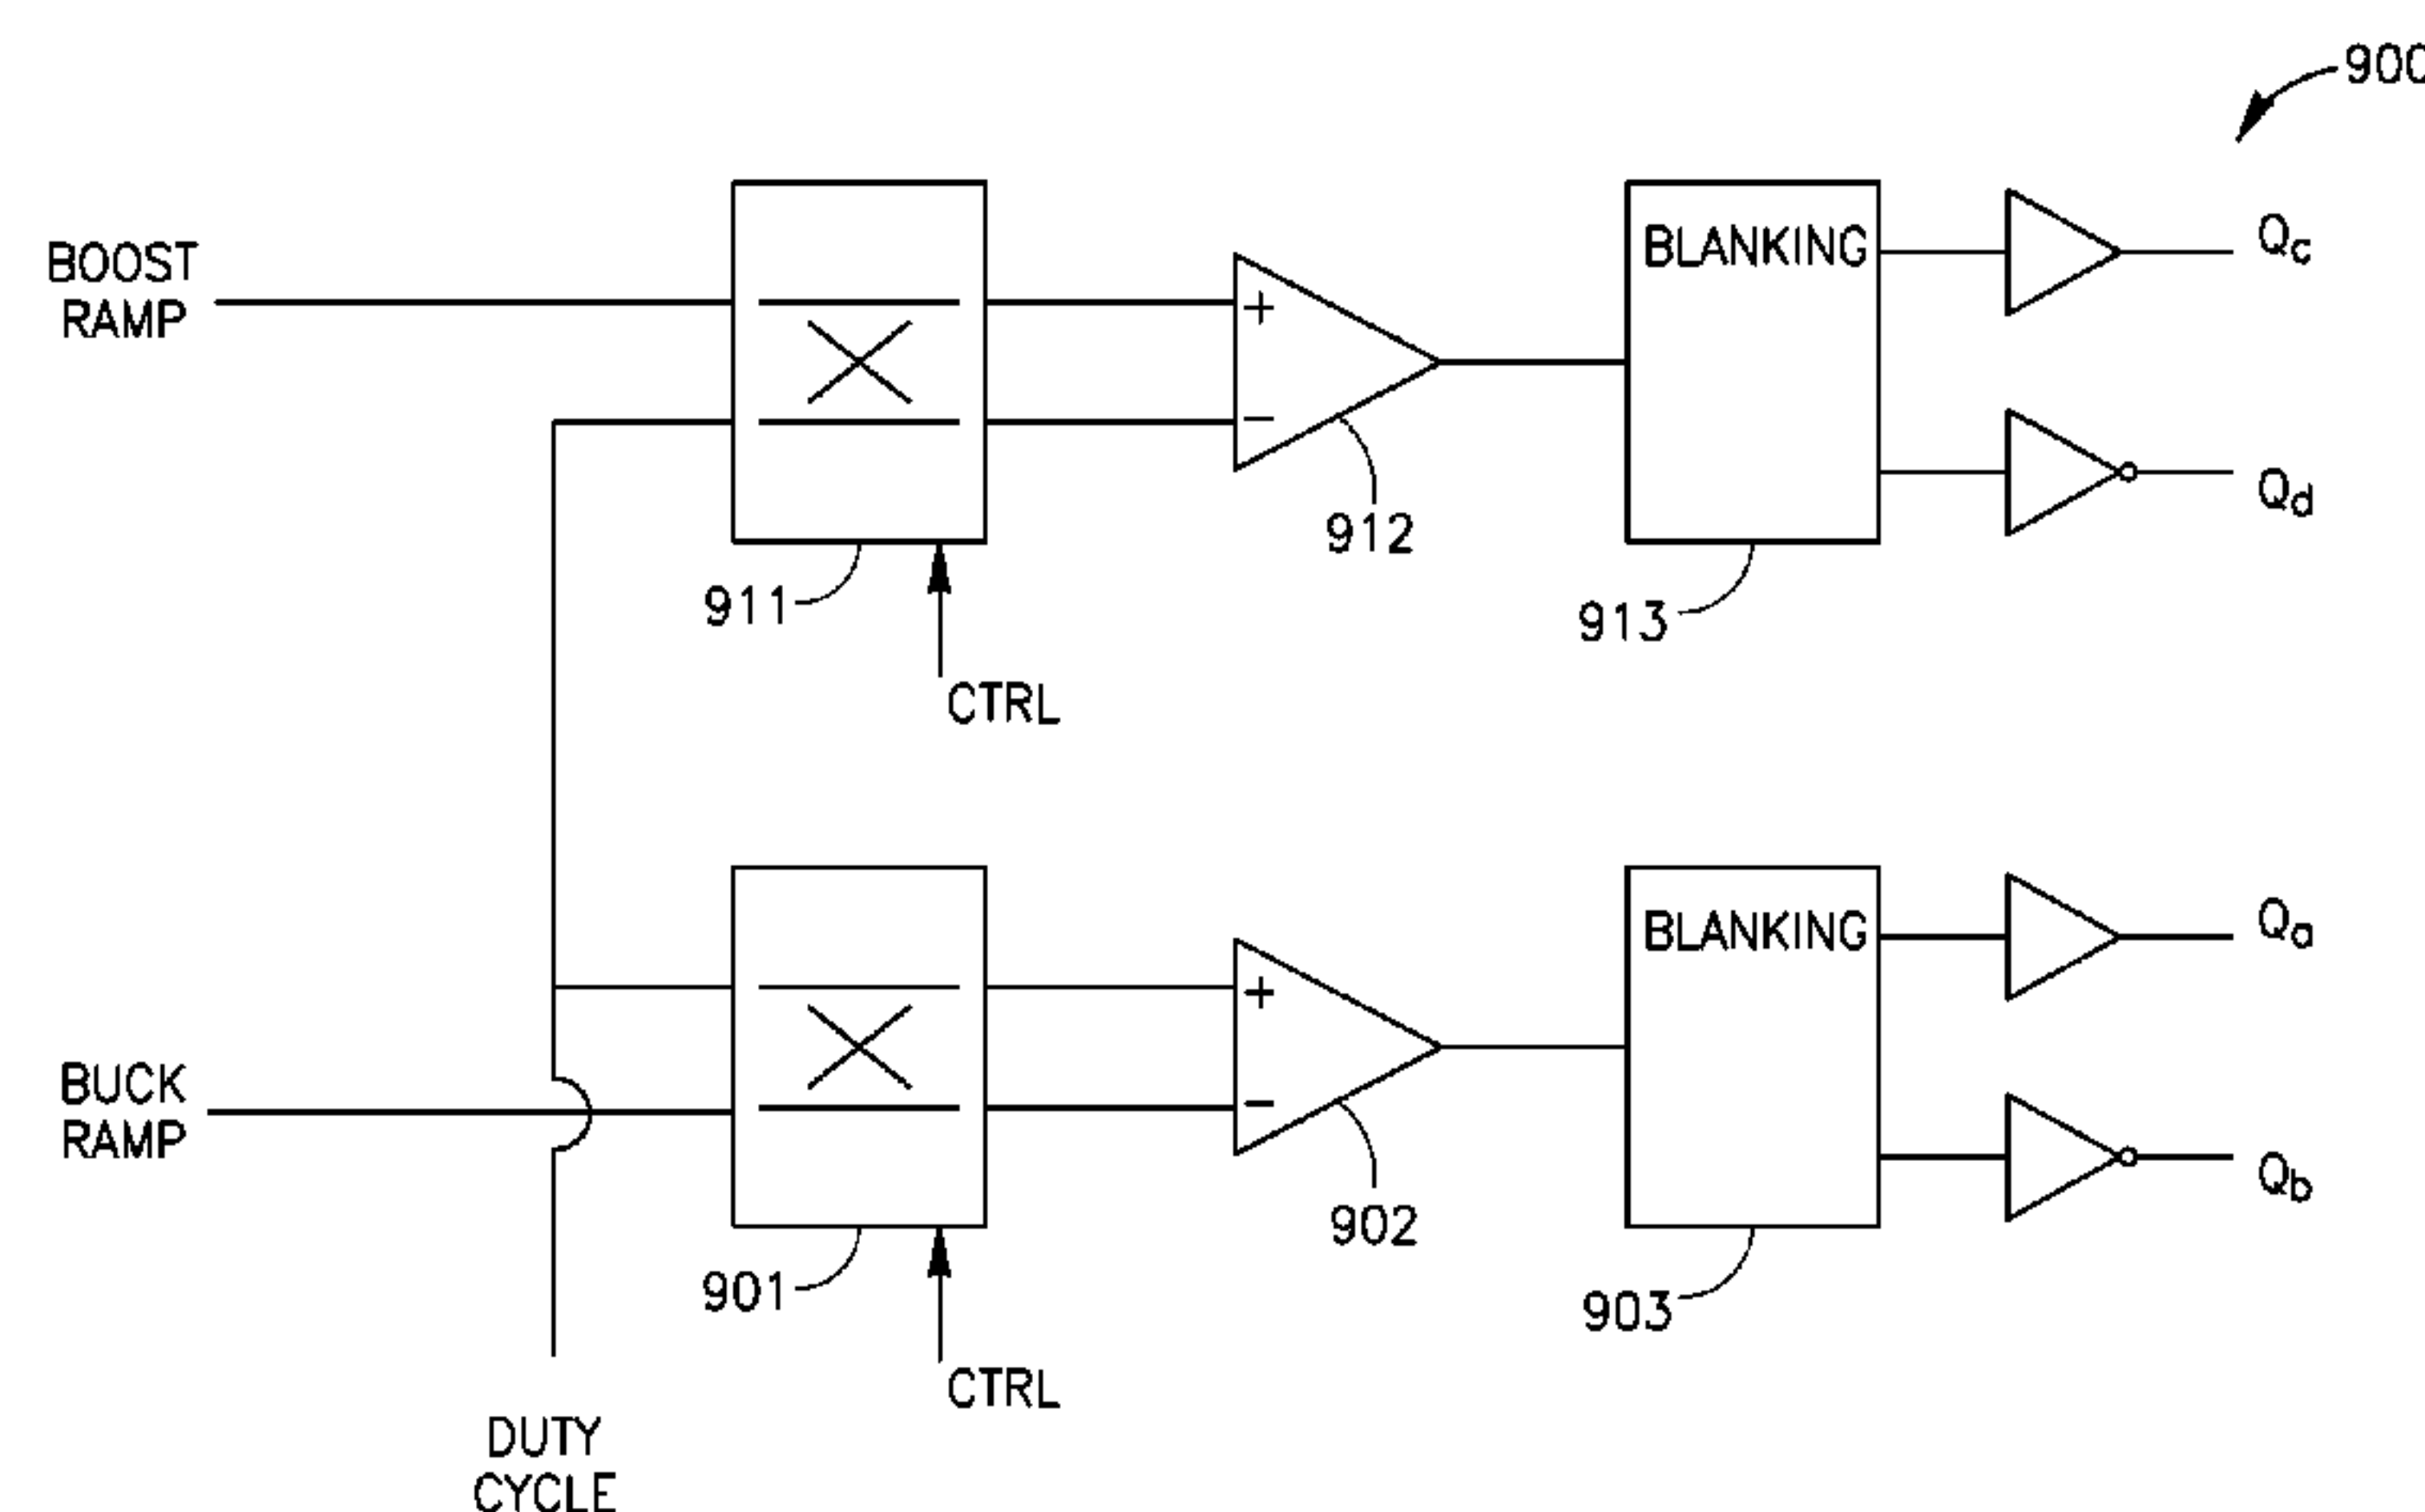 900
BOOST
RAMP
BLANKING
Qc
Qd
+
−
912
911
913
CTRL
BUCK
RAMP
BLANKING
Qa
Qb
+
−
902
901
903
CTRL
DUTY
CYCLE